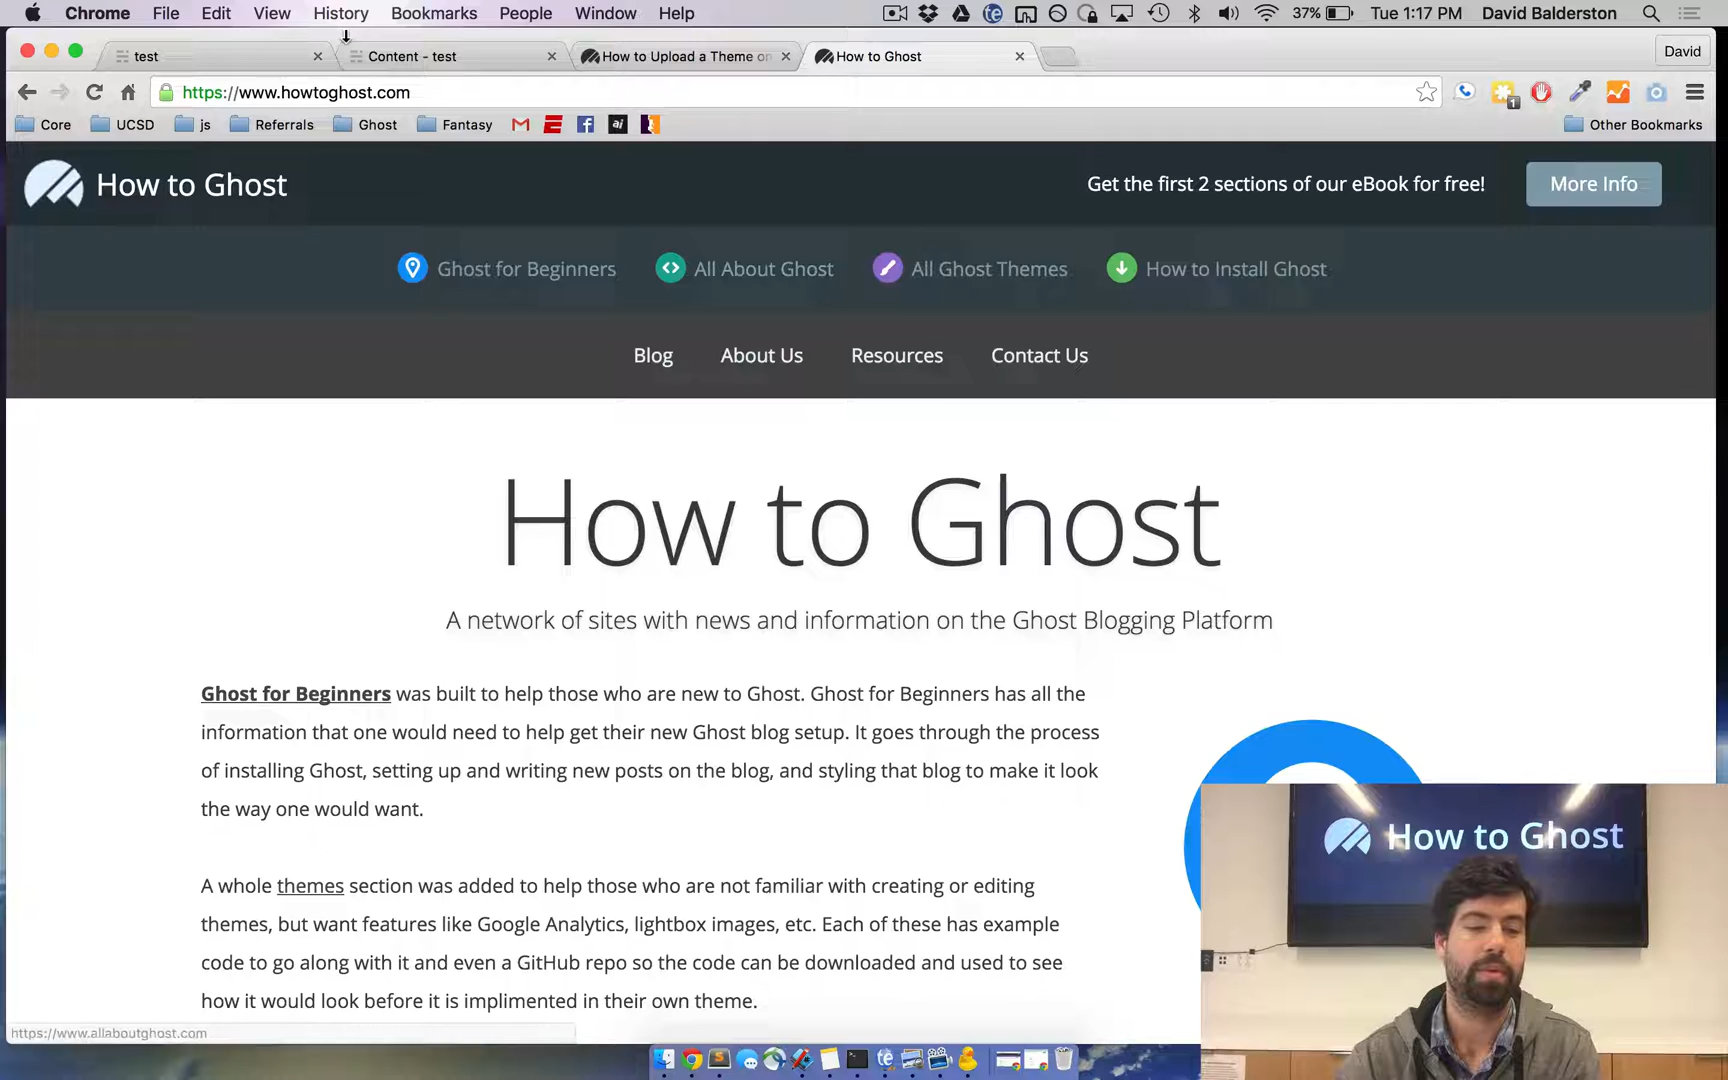 Chrome File Edit View History Bookmarks People Window Help 37% Tue 1:17 PM David Balderston
test Content - test How to Upload a Theme on How to Ghost David
https://www.howtoghost.com 1
Core UCSD js Referrals Ghost Fantasy ai Other Bookmarks
How to Ghost Get the first 2 sections of our eBook for free! More Info
Ghost for Beginners All About Ghost All Ghost Themes How to Install Ghost
Blog About Us Resources Contact Us
How to Ghost
A network of sites with news and information on the Ghost Blogging Platform
Ghost for Beginners was built to help those who are new to Ghost. Ghost for Beginners has all the
information that one would need to help get their new Ghost blog setup. It goes through the process
of installing Ghost, setting up and writing new posts on the blog, and styling that blog to make it look
the way one would want.
A whole themes section was added to help those who are not familiar with creating or editing
themes, but want features like Google Analytics, lightbox images, etc. Each of these has example
code to go along with it and even a GitHub repo so the code can be downloaded and used to see
how it would look before it is implimented in their own theme.
https://www.allaboutghost.com
How to Ghost